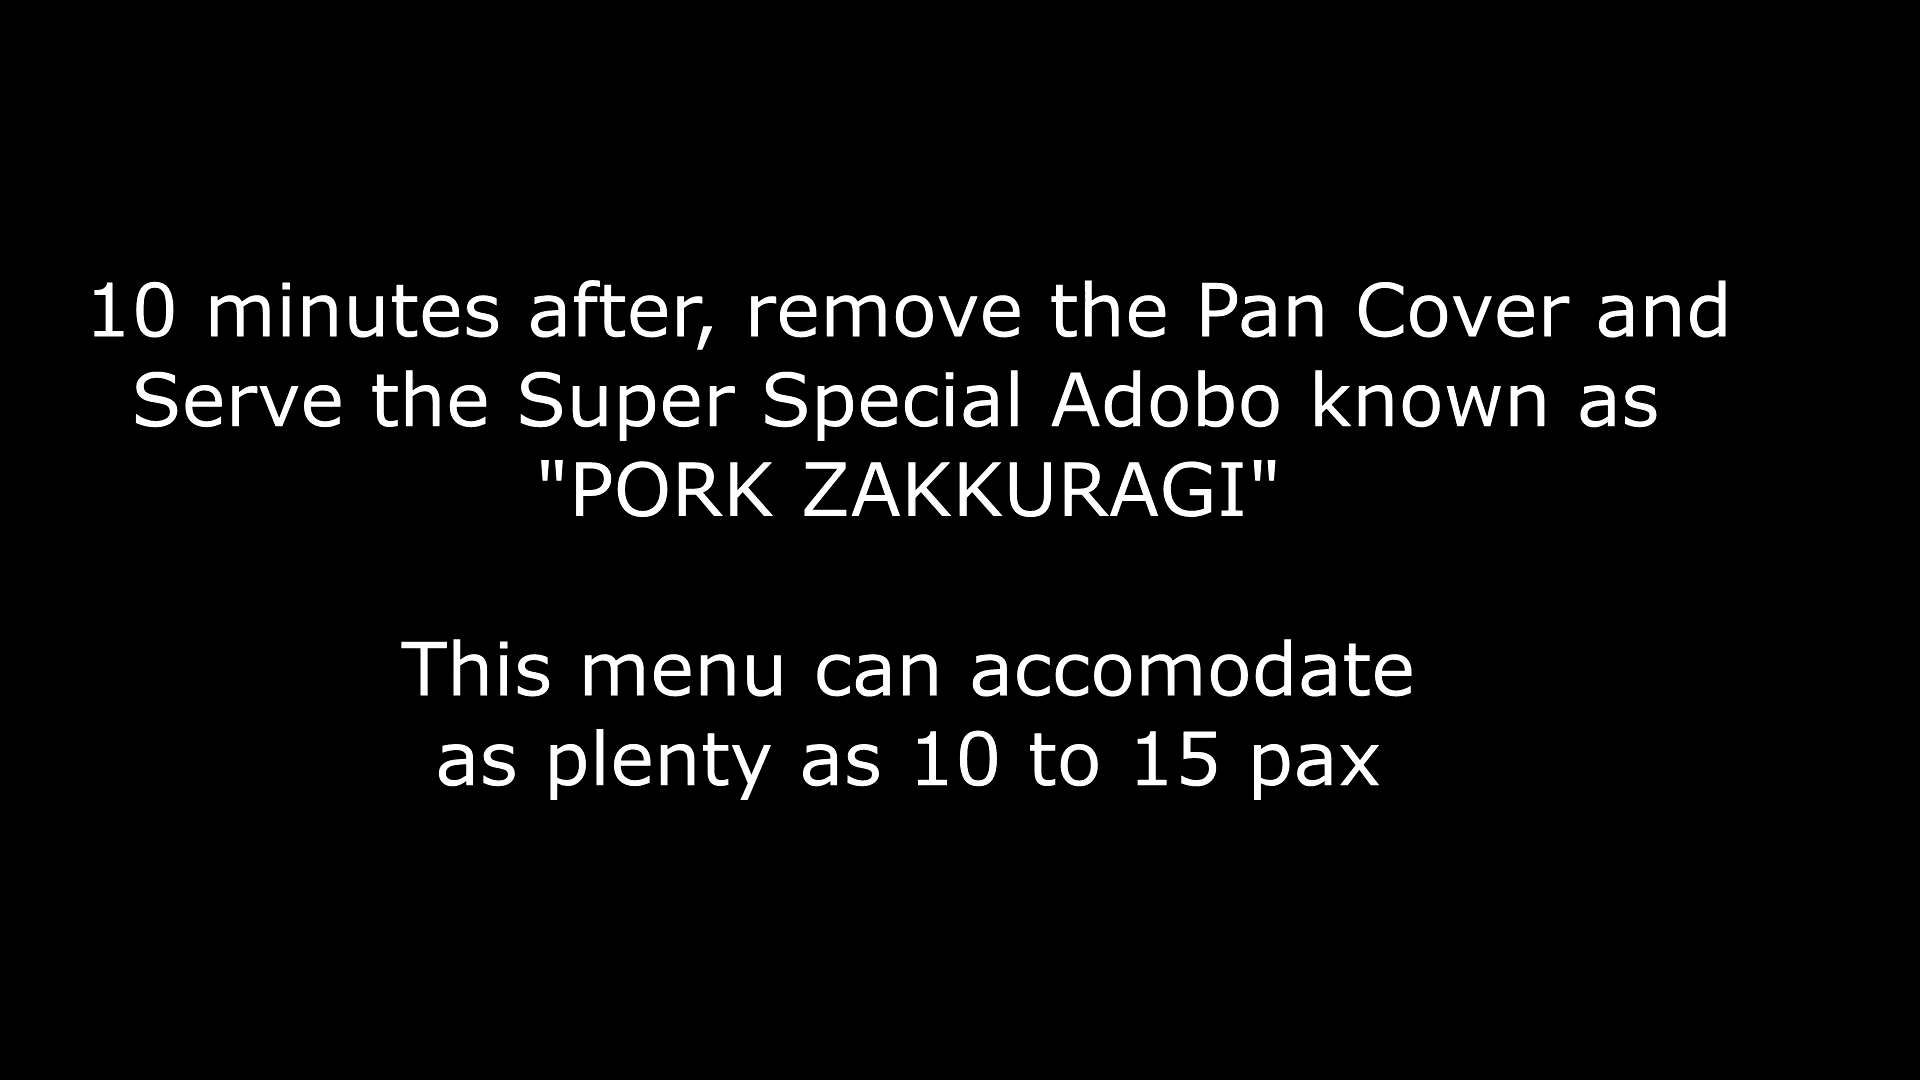 10 minutes after, remove the Pan Cover and
Serve the Super Special Adobo known as
"PORK ZAKKURAGI"
This menu can accomodate
as plenty as 10 to 15 pax